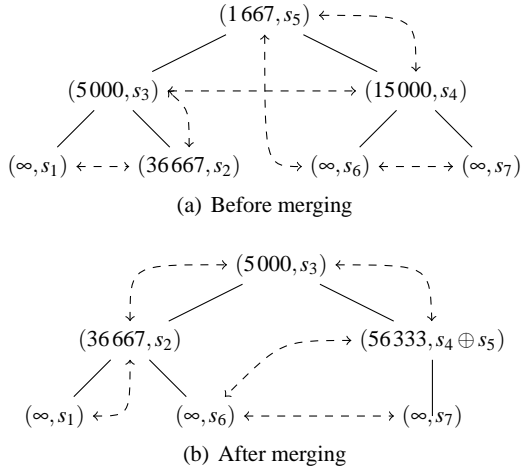 (1 667, s₅)
(5 000, s₃) (15 000, s₄)
(∞, s₁) (36 667, s₂) (∞, s₆) (∞, s₇)
(a) Before merging
(5 000, s₃)
(36 667, s₂) (56 333, s₄ ⊕ s₅)
(∞, s₁) (∞, s₆) (∞, s₇)
(b) After merging